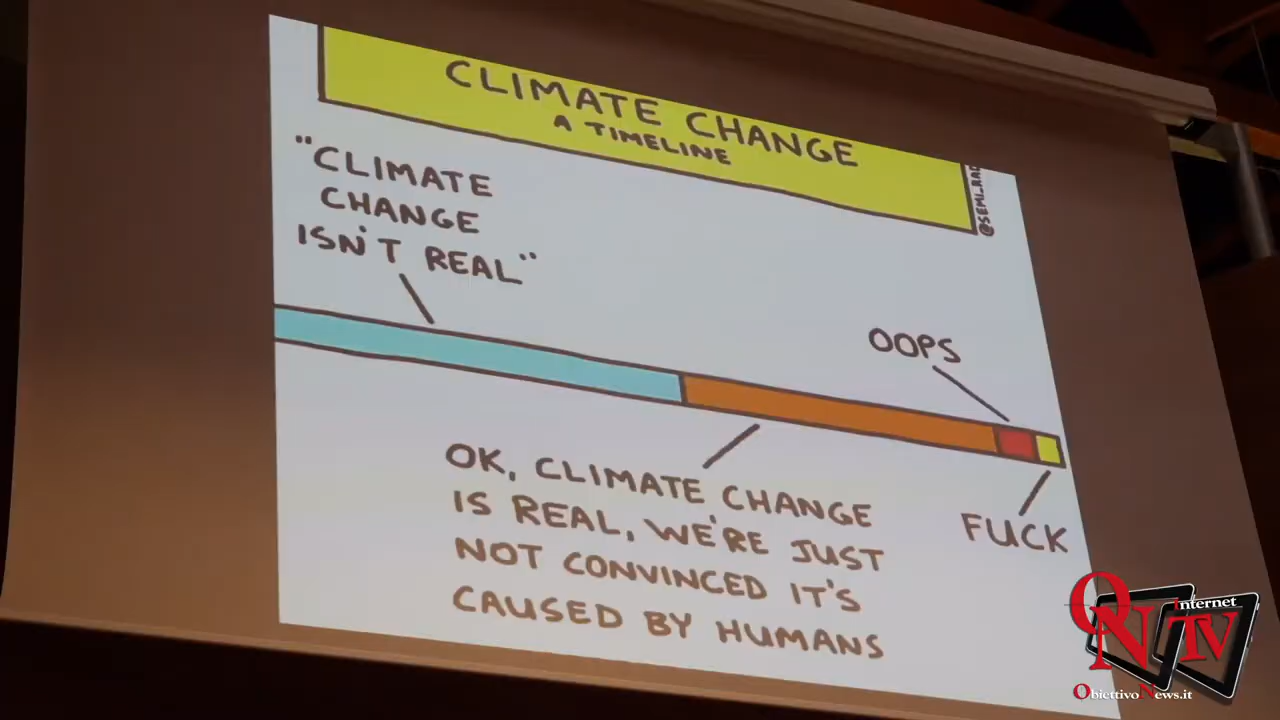 CLIMATE CHANGE
A TIMELINE
"CLIMATE
CHANGE
ISN'T REAL"
OOPS
OK, CLIMATE CHANGE
IS REAL, WE'RE JUST
NOT CONVINCED IT'S
CAUSED BY HUMANS
FUCK
Internet
ON TV
ObiettivoNews.it